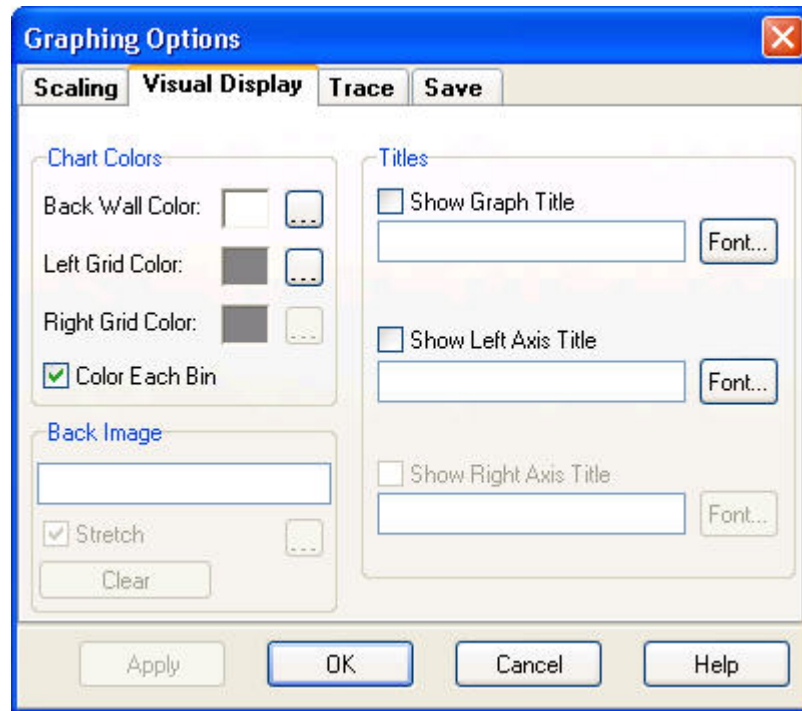 Graphing Options
Scaling Visual Display Trace Save
Chart Colors
Back Wall Color: ...
Left Grid Color: ...
Right Grid Color: ...
Color Each Bin
Back Image
Stretch ...
Clear
Titles
Show Graph Title
Font...
Show Left Axis Title
Font...
Show Right Axis Title
Font...
Apply OK Cancel Help